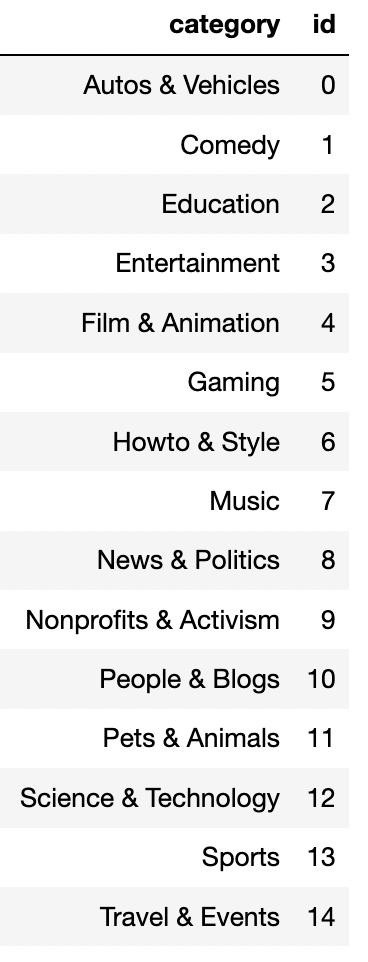 category id
Autos & Vehicles 0
Comedy 1
Education 2
Entertainment 3
Film & Animation 4
Gaming 5
Howto & Style 6
Music 7
News & Politics 8
Nonprofits & Activism 9
People & Blogs 10
Pets & Animals 11
Science & Technology 12
Sports 13
Travel & Events 14